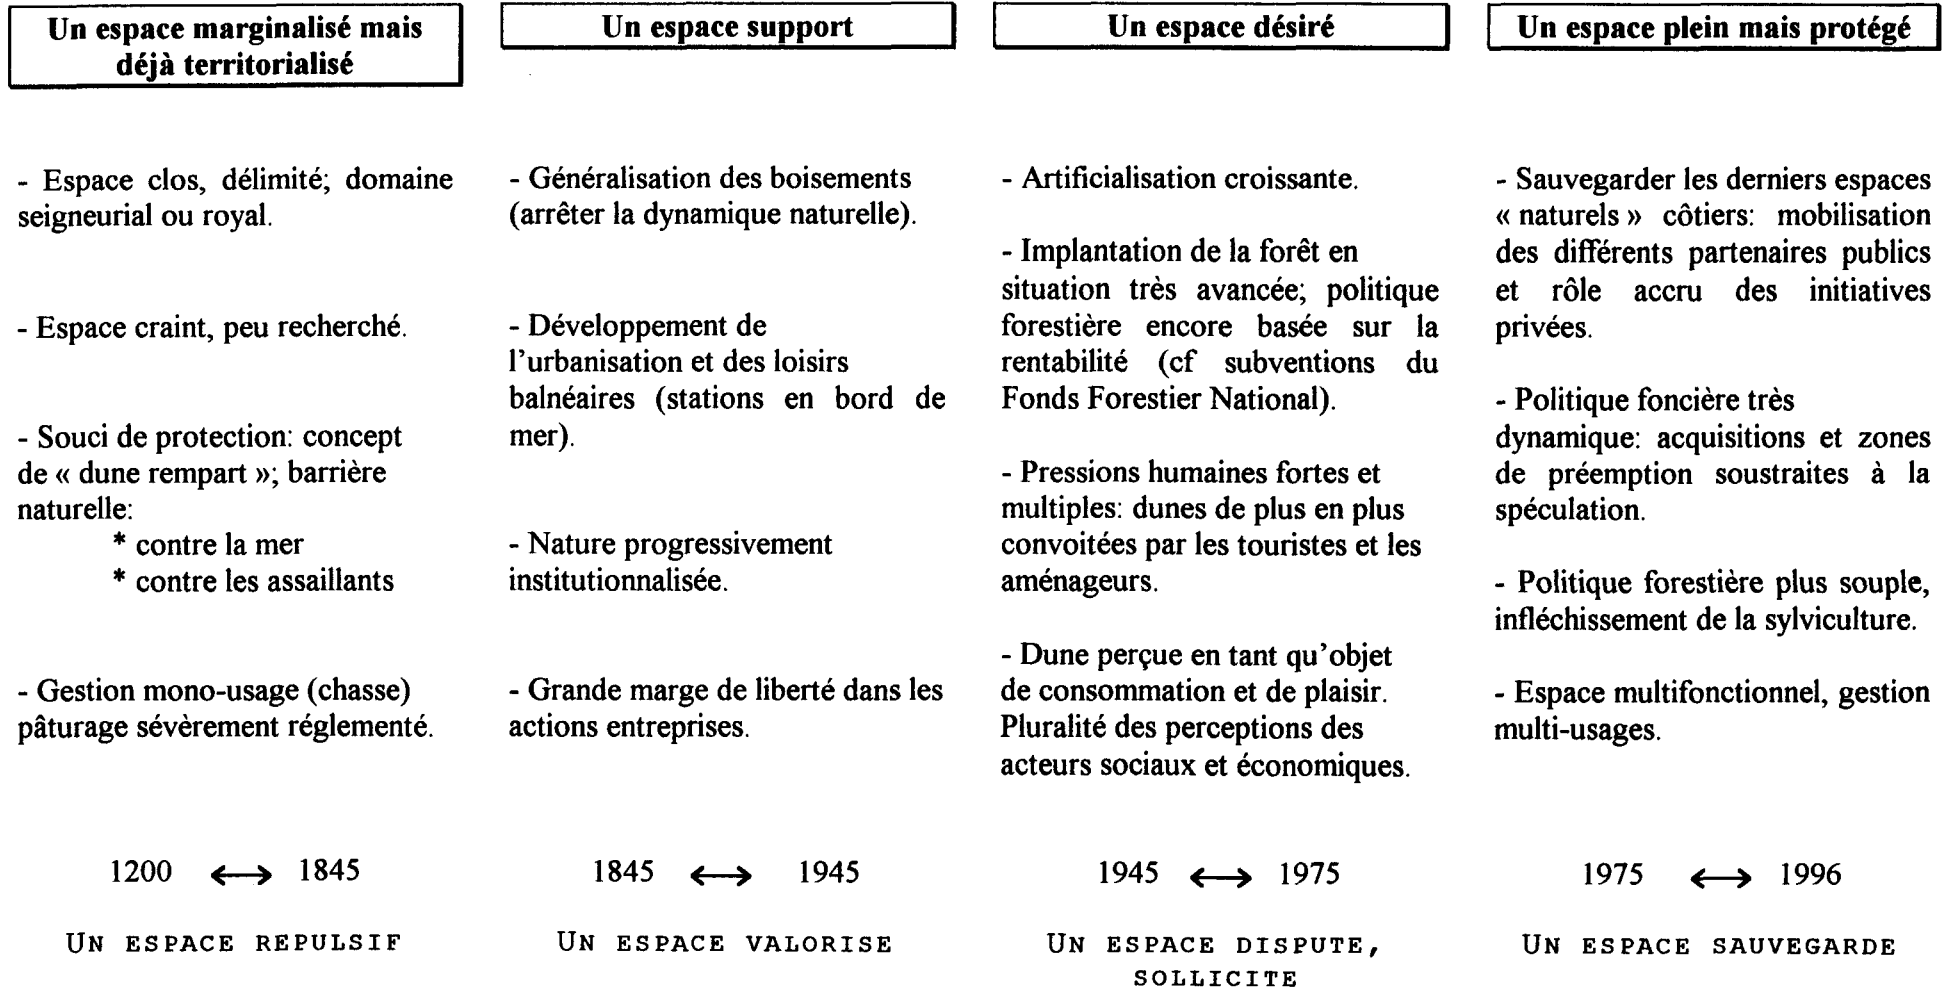 Un espace marginalisé mais
déjà territorialisé
- Espace clos, délimité; domaine
seigneurial ou royal.
- Espace craint, peu recherché.
- Souci de protection: concept
de « dune rempart »; barrière
naturelle:
* contre la mer
* contre les assaillants
- Gestion mono-usage (chasse)
pâturage sévèrement réglementé.
1200 ↔ 1845
UN ESPACE REPULSIF
Un espace support
- Généralisation des boisements
(arrêter la dynamique naturelle).
- Développement de
l'urbanisation et des loisirs
balnéaires (stations en bord de
mer).
- Nature progressivement
institutionnalisée.
- Grande marge de liberté dans les
actions entreprises.
1845 ↔ 1945
UN ESPACE VALORISE
Un espace désiré
- Artificialisation croissante.
- Implantation de la forêt en
situation très avancée; politique
forestière encore basée sur la
rentabilité (cf subventions du
Fonds Forestier National).
- Pressions humaines fortes et
multiples: dunes de plus en plus
convoitées par les touristes et les
aménageurs.
- Dune perçue en tant qu'objet
de consommation et de plaisir.
Pluralité des perceptions des
acteurs sociaux et économiques.
1945 ↔ 1975
UN ESPACE DISPUTE,
SOLLICITE
Un espace plein mais protégé
- Sauvegarder les derniers espaces
« naturels » côtiers: mobilisation
des différents partenaires publics
et rôle accru des initiatives
privées.
- Politique foncière très
dynamique: acquisitions et zones
de préemption soustraites à la
spéculation.
- Politique forestière plus souple,
infléchissement de la sylviculture.
- Espace multifonctionnel, gestion
multi-usages.
1975 ↔ 1996
UN ESPACE SAUVEGARDE